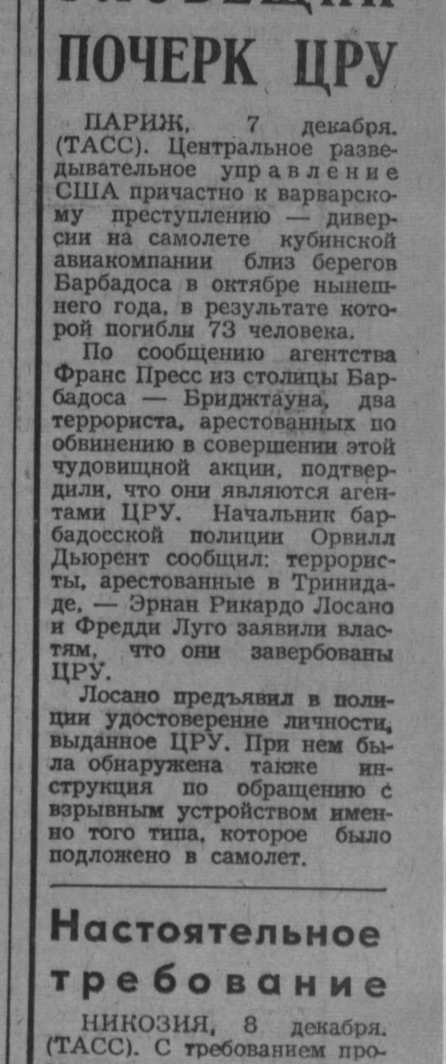 ПОЧЕРК ЦРУ
ПАРИЖ, 7 декабря.
(ТАСС). Центральное разве-
дывательное управление
США причастно к варварско-
му преступлению — дивер-
сии на самолете кубинской
авиакомпании близ берегов
Барбадоса в октябре нынеш-
него года, в результате кото-
рой погибли 73 человека.
По сообщению агентства
Франс Пресс из столицы Бар-
бадоса — Бриджтауна, два
террориста, арестованных по
обвинению в совершении этой
чудовищной акции, подтвер-
дили, что они являются аген-
тами ЦРУ. Начальник бар-
бадосской полиции Орвилл
Дьюрент сообщил: террорис-
ты, арестованные в Тринида-
де, — Эрнан Рикардо Лосано
и Фредди Луго заявили влас-
тям, что они завербованы
ЦРУ.
Лосано предъявил в поли-
ции удостоверение личности,
выданное ЦРУ. При нем бы-
ла обнаружена также ин-
струкция по обращению с
взрывным устройством имен-
но того типа, которое было
подложено в самолет.
Настоятельное
требование
НИКОЗИЯ, 8 декабря.
(ТАСС). С требованием про-